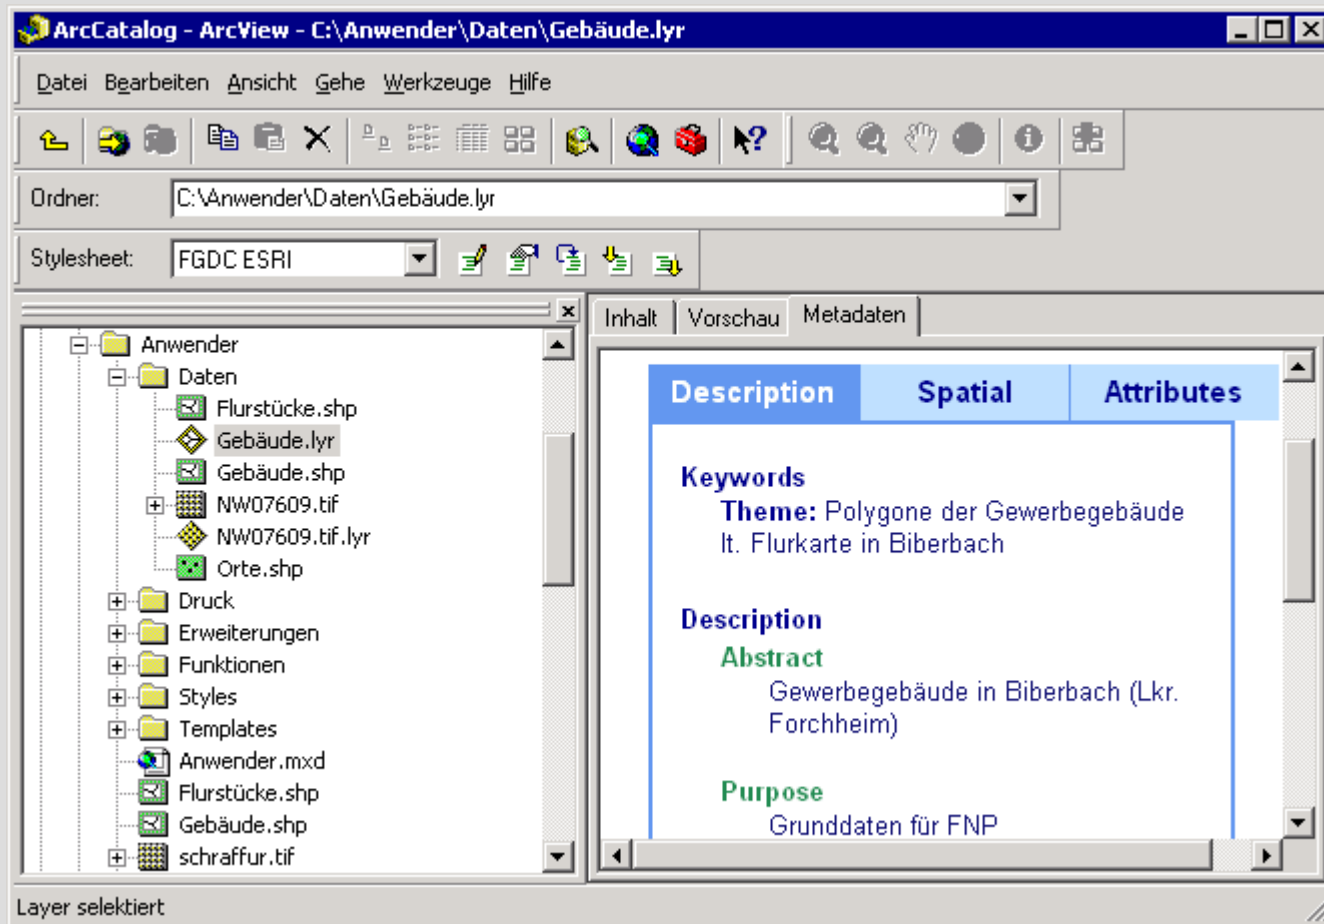 ArcCatalog - ArcView - C:\Anwender\Daten\Gebäude.lyr
Datei Bearbeiten Ansicht Gehe Werkzeuge Hilfe
Ordner: C:\Anwender\Daten\Gebäude.lyr
Stylesheet: FGDC ESRI
Anwender
Daten
Flurstücke.shp
Gebäude.lyr
Gebäude.shp
NW07609.tif
NW07609.tif.lyr
Orte.shp
Druck
Erweiterungen
Funktionen
Styles
Templates
Anwender.mxd
Flurstücke.shp
Gebäude.shp
schraffur.tif
Inhalt Vorschau Metadaten
Description Spatial Attributes
Keywords
Theme: Polygone der Gewerbegebäude
lt. Flurkarte in Biberbach
Description
Abstract
Gewerbegebäude in Biberbach (Lkr.
Forchheim)
Purpose
Grunddaten für FNP
Layer selektiert